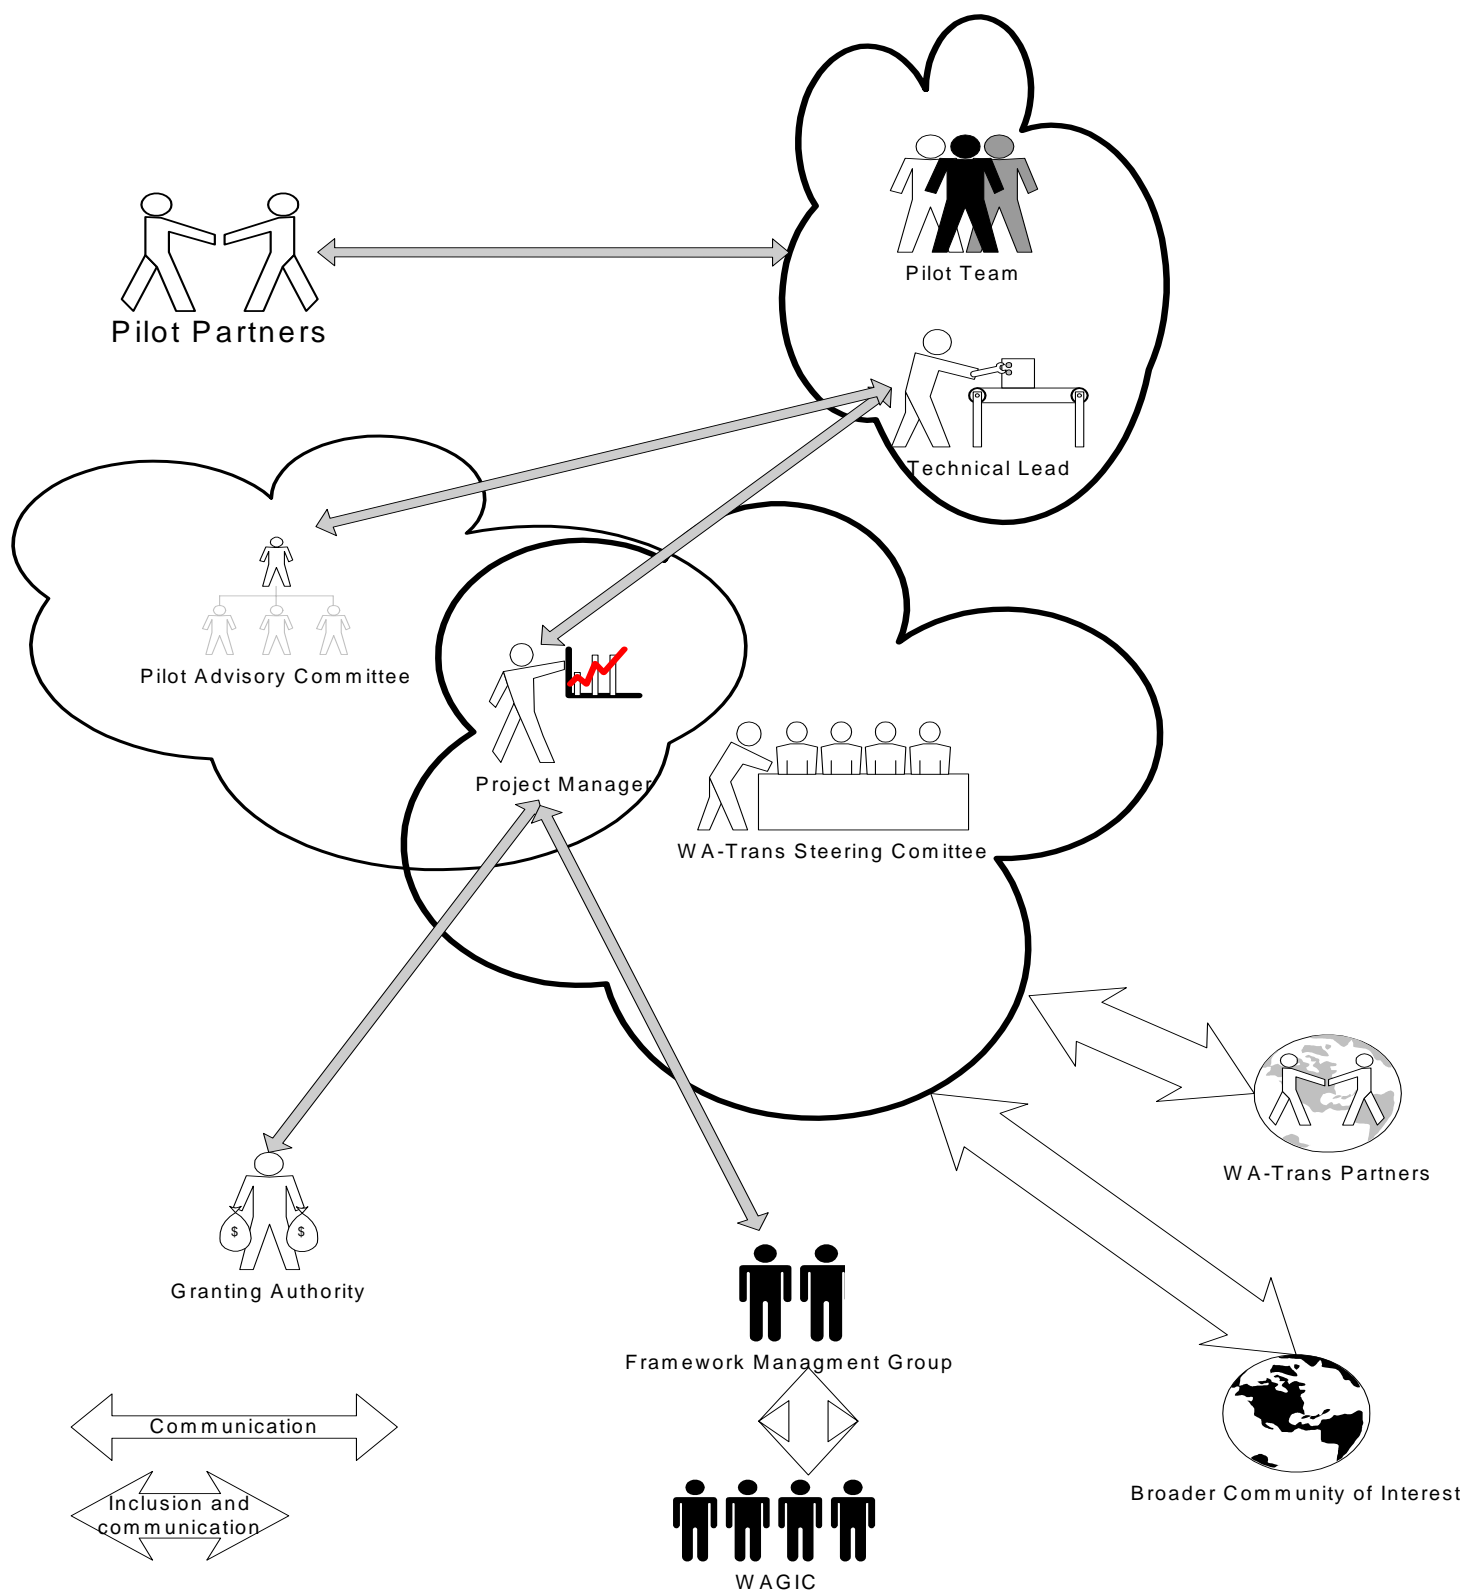 Pilot Team
Pilot Partners
Technical Lead
Pilot Advisory Committee
Project Manager
WA-Trans Steering Comittee
WA-Trans Partners
$ $
Granting Authority
Framework Managment Group
Communication
Inclusion and
communication
Broader Community of Interest
WAGIC